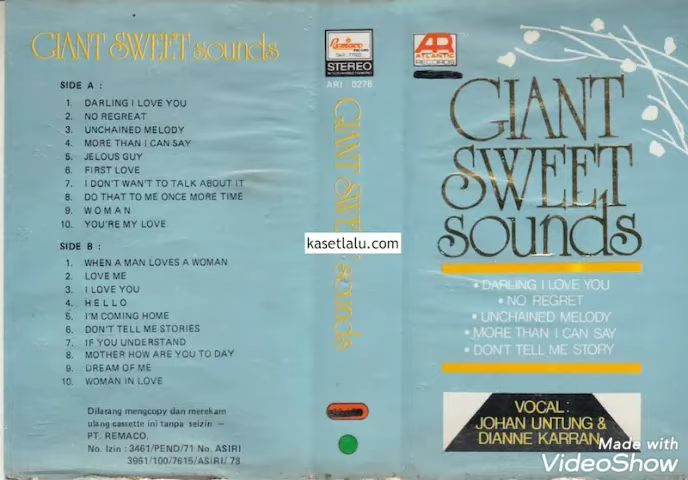 GIANT SWEET sounds
SIDE A :
1. DARLING I LOVE YOU
2. NO REGREAT
3. UNCHAINED MELODY
4. MORE THAN I CAN SAY
5. JELOUS GUY
6. FIRST LOVE
7. I DON'T WAN'T TO TALK ABOUT IT
8. DO THAT TO ME ONCE MORE TIME
9. WOMAN
10. YOU'RE MY LOVE
SIDE B :
1. WHEN A MAN LOVES A WOMAN
2. LOVE ME
3. I LOVE YOU
4. HELLO
5. I'M COMING HOME
6. DON'T TELL ME STORIES
7. IF YOU UNDERSTAND
8. MOTHER HOW ARE YOU TO DAY
9. DREAM OF ME
10. WOMAN IN LOVE
Dilarang mengcopy dan merekam
ulang cassette ini tanpa seizin —
PT. REMACO.
No. Izin : 3461/PEND/71 No. ASIRI
3961/100/7615/ASIRI/78
Remaco
STEREO
ARI : 0276
GIANT SWEET sounds
kasetlalu.com
AR
ATLANTIC
RECORDS
GIANT
SWEET
sounds
• DARLING I LOVE YOU
• NO REGRET
• UNCHAINED MELODY
• MORE THAN I CAN SAY
• DON'T TELL ME STORY
VOCAL:
JOHAN UNTUNG &
DIANNE KARRAN
Made with
VideoShow